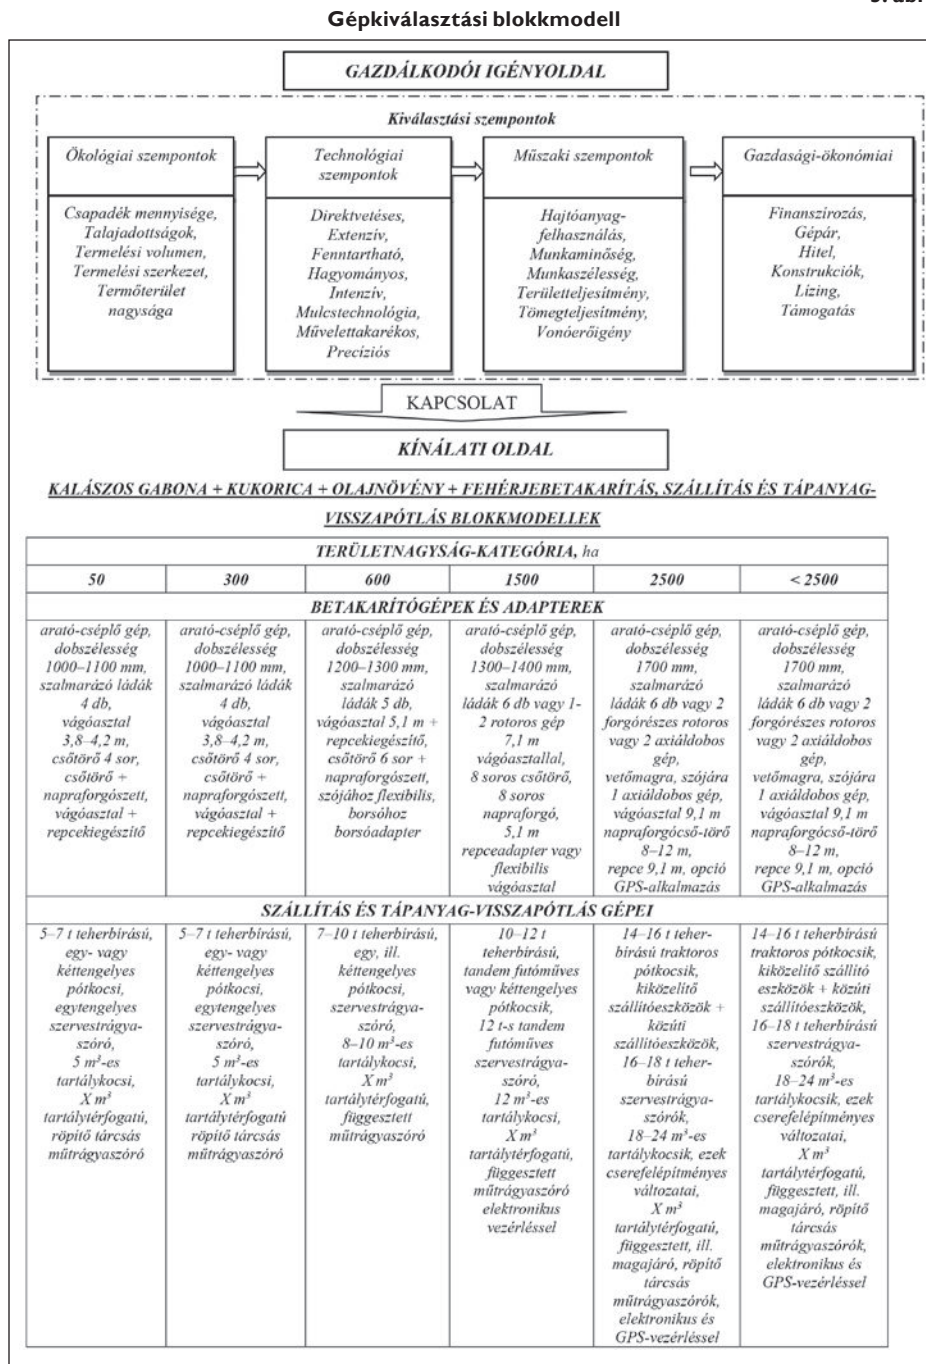 Gépkiválasztási blokkmodell
GAZDÁLKODÓI IGÉNYOLDAL
Kiválasztási szempontok
Ökológiai szempontok
Csapadék mennyisége,
Talajadottságok,
Termelési volumen,
Termelési szerkezet,
Termőterület
nagysága
Technológiai
szempontok
Direktvetéses,
Extenzív,
Fenntartható,
Hagyományos,
Intenzív,
Mulcstechnológia,
Művelettakarékos,
Precíziós
Műszaki szempontok
Hajtóanyag-
felhasználás,
Munkaminőség,
Munkaszélesség,
Területteljesítmény,
Tömegteljesítmény,
Vonóerőigény
Gazdasági-ökonómiai
Finanszírozás,
Gépár,
Hitel,
Konstrukciók,
Lízing,
Támogatás
KAPCSOLAT
KÍNÁLATI OLDAL
KALÁSZOS GABONA + KUKORICA + OLAJNÖVÉNY + FEHÉRJEBETAKARÍTÁS, SZÁLLÍTÁS ÉS TÁPANYAG-
VISSZAPÓTLÁS BLOKKMODELLEK
TERÜLETNAGYSÁG-KATEGÓRIA, ha
50 300 600 1500 2500 < 2500
BETAKARÍTÓGÉPEK ÉS ADAPTEREK
arató-cséplő gép,
dobszélesség
1000–1100 mm,
szalmarázó ládák
4 db,
vágóasztal
3,8–4,2 m,
csőtörő 4 sor,
csőtörő +
napraforgószett,
vágóasztal +
repcekiegészítő
arató-cséplő gép,
dobszélesség
1000–1100 mm,
szalmarázó ládák
4 db,
vágóasztal
3,8–4,2 m,
csőtörő 4 sor,
csőtörő +
napraforgószett,
vágóasztal +
repcekiegészítő
arató-cséplő gép,
dobszélesség
1200–1300 mm,
szalmarázó
ládák 5 db,
vágóasztal 5,1 m +
repcekiegészítő,
csőtörő 6 sor +
napraforgószett,
szójához flexibilis,
borsóhoz
borsóadapter
arató-cséplő gép,
dobszélesség
1300–1400 mm,
szalmarázó
ládák 6 db vagy 1-
2 rotoros gép
7,1 m
vágóasztallal,
8 soros csőtörő,
8 soros
napraforgó,
5,1 m
repceadapter vagy
flexibilis
vágóasztal
arató-cséplő gép,
dobszélesség
1700 mm,
szalmarázó
ládák 6 db vagy 2
forgórészes rotoros
vagy 2 axiáldobos
gép,
vetőmagra, szójára
1 axiáldobos gép,
vágóasztal 9,1 m
napraforgócső-törő
8–12 m,
repce 9,1 m, opció
GPS-alkalmazás
arató-cséplő gép,
dobszélesség
1700 mm,
szalmarázó
ládák 6 db vagy 2
forgórészes rotoros
vagy 2 axiáldobos
gép,
vetőmagra, szójára
1 axiáldobos gép,
vágóasztal 9,1 m
napraforgócső-törő
8–12 m,
repce 9,1 m, opció
GPS-alkalmazás
SZÁLLÍTÁS ÉS TÁPANYAG-VISSZAPÓTLÁS GÉPEI
5–7 t teherbírású,
egy- vagy
kéttengelyes
pótkocsi,
egytengelyes
szervestrágya-
szóró,
5 m³-es
tartálykocsi,
X m³
tartálytérfogatú,
röpítő tárcsás
műtrágyaszóró
5–7 t teherbírású,
egy- vagy
kéttengelyes
pótkocsi,
egytengelyes
szervestrágya-
szóró,
5 m³-es
tartálykocsi,
X m³
tartálytérfogatú
röpítő tárcsás
műtrágyaszóró
7–10 t teherbírású,
egy, ill.
kéttengelyes
pótkocsi,
szervestrágya-
szóró,
8–10 m³-es
tartálykocsi,
X m³
tartálytérfogatú,
függesztett
műtrágyaszóró
10–12 t
teherbírású,
tandem futóműves
vagy kéttengelyes
pótkocsik,
12 t-s tandem
futóműves
szervestrágya-
szóró,
12 m³-es
tartálykocsi,
X m³
tartálytérfogatú,
függesztett
műtrágyaszóró
elektronikus
vezérléssel
14–16 t teher-
bírású traktoros
pótkocsik,
kiközelítő
szállítóeszközök +
közúti
szállítóeszközök,
16–18 t teher-
bírású
szervestrágya-
szórók,
18–24 m³-es
tartálykocsik, ezek
cserefelépítményes
változatai,
X m³
tartálytérfogatú,
függesztett, ill.
magajáró, röpítő
tárcsás
műtrágyaszórók,
elektronikus és
GPS-vezérléssel
14–16 t teherbírású
traktoros pótkocsik,
kiközelítő szállító
eszközök + közúti
szállítóeszközök,
16–18 t teherbírású
szervestrágya-
szórók,
18–24 m³-es
tartálykocsik, ezek
cserefelépítményes
változatai,
X m³
tartálytérfogatú,
függesztett, ill.
magajáró, röpítő
tárcsás
műtrágyaszórók,
elektronikus és
GPS-vezérléssel